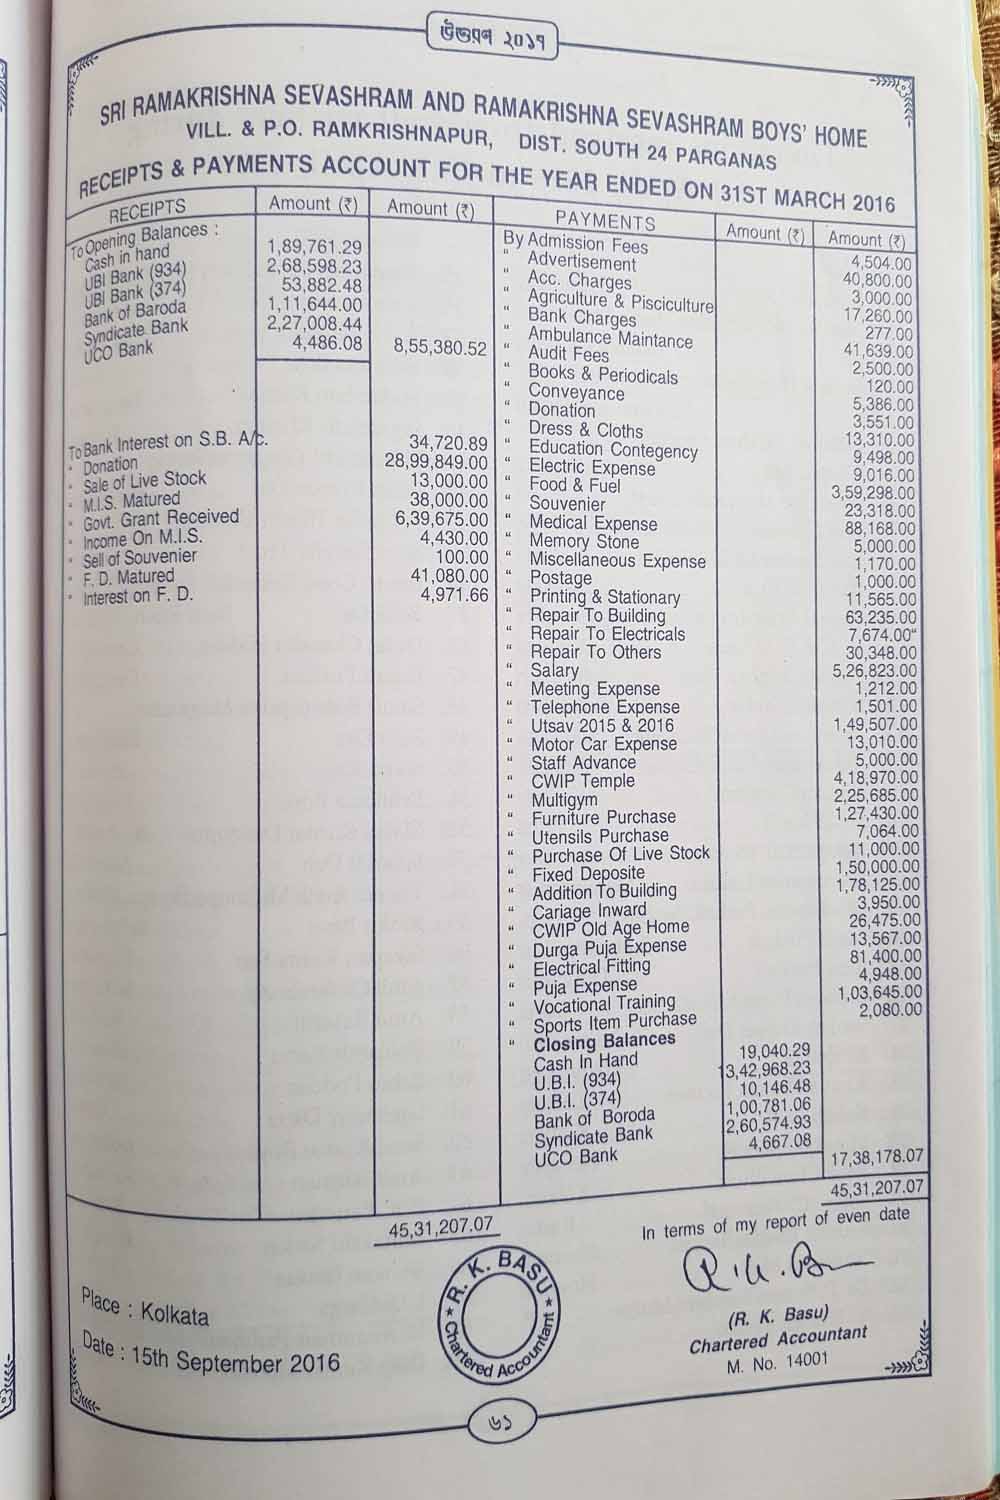 উত্তরণ ২০১৭
SRI RAMAKRISHNA SEVASHRAM AND RAMAKRISHNA SEVASHRAM BOYS' HOME
VILL. & P.O. RAMKRISHNAPUR, DIST. SOUTH 24 PARGANAS
RECEIPTS & PAYMENTS ACCOUNT FOR THE YEAR ENDED ON 31ST MARCH 2016
RECEIPTS Amount (₹) Amount (₹)
To Opening Balances :
Cash in hand 1,89,761.29
UBI Bank (934) 2,68,598.23
UBI Bank (374) 53,882.48
Bank of Baroda 1,11,644.00
Syndicate Bank 2,27,008.44
UCO Bank 4,486.08 8,55,380.52
To Bank Interest on S.B. A/c. 34,720.89
" Donation 28,99,849.00
" Sale of Live Stock 13,000.00
" M.I.S. Matured 38,000.00
" Govt. Grant Received 6,39,675.00
" Income On M.I.S. 4,430.00
" Sell of Souvenier 100.00
" F. D. Matured 41,080.00
" Interest on F. D. 4,971.66
45,31,207.07
PAYMENTS Amount (₹) Amount (₹)
By Admission Fees 4,504.00
" Advertisement 40,800.00
" Acc. Charges 3,000.00
" Agriculture & Pisciculture 17,260.00
" Bank Charges 277.00
" Ambulance Maintance 41,639.00
" Audit Fees 2,500.00
" Books & Periodicals 120.00
" Conveyance 5,386.00
" Donation 3,551.00
" Dress & Cloths 13,310.00
" Education Contegency 9,498.00
" Electric Expense 9,016.00
" Food & Fuel 3,59,298.00
" Souvenier 23,318.00
" Medical Expense 88,168.00
" Memory Stone 5,000.00
" Miscellaneous Expense 1,170.00
" Postage 1,000.00
" Printing & Stationary 11,565.00
" Repair To Building 63,235.00
" Repair To Electricals 7,674.00"
" Repair To Others 30,348.00
" Salary 5,26,823.00
" Meeting Expense 1,212.00
" Telephone Expense 1,501.00
" Utsav 2015 & 2016 1,49,507.00
" Motor Car Expense 13,010.00
" Staff Advance 5,000.00
" CWIP Temple 4,18,970.00
" Multigym 2,25,685.00
" Furniture Purchase 1,27,430.00
" Utensils Purchase 7,064.00
" Purchase Of Live Stock 11,000.00
" Fixed Deposite 1,50,000.00
" Addition To Building 1,78,125.00
" Cariage Inward 3,950.00
" CWIP Old Age Home 26,475.00
" Durga Puja Expense 13,567.00
" Electrical Fitting 81,400.00
" Puja Expense 4,948.00
" Vocational Training 1,03,645.00
" Sports Item Purchase 2,080.00
" Closing Balances
Cash In Hand 19,040.29
U.B.I. (934) 13,42,968.23
U.B.I. (374) 10,146.48
Bank of Boroda 1,00,781.06
Syndicate Bank 2,60,574.93
UCO Bank 4,667.08 17,38,178.07
45,31,207.07
In terms of my report of even date
Place : Kolkata
Date : 15th September 2016
R. K. BASU
Chartered Accountant
R.K. Basu
(R. K. Basu)
Chartered Accountant
M. No. 14001
৬১